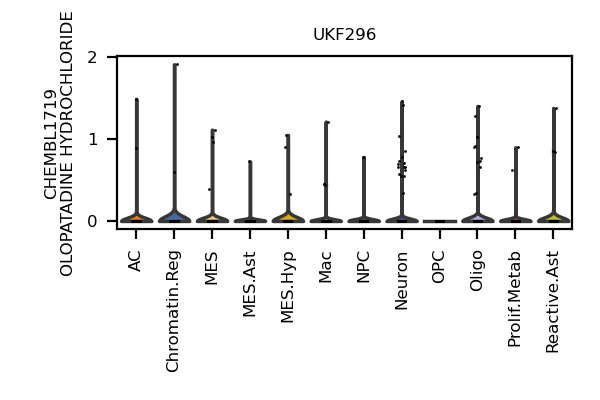 UKF296
CHEMBL1719
OLOPATADINE HYDROCHLORIDE
2
1
0
AC
Chromatin.Reg
MES
MES.Ast
MES.Hyp
Mac
NPC
Neuron
OPC
Oligo
Prolif.Metab
Reactive.Ast